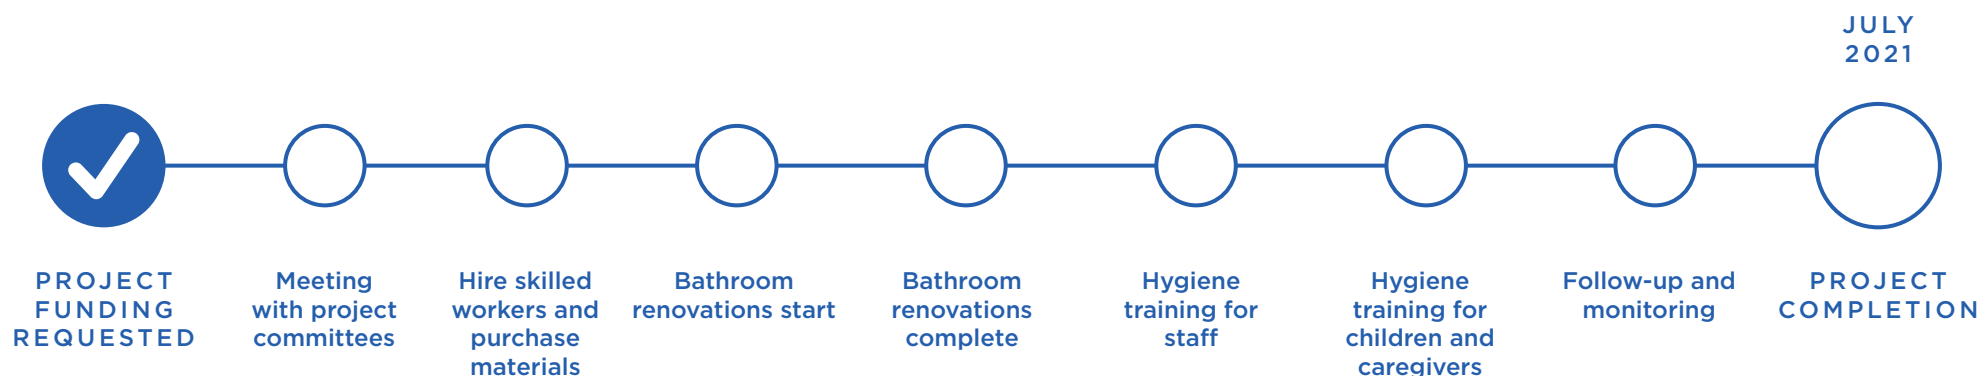 JULY
2021
PROJECT
FUNDING
REQUESTED
Meeting
with project
committees
Hire skilled
workers and
purchase
materials
Bathroom
renovations start
Bathroom
renovations
complete
Hygiene
training for
staff
Hygiene
training for
children and
caregivers
Follow-up and
monitoring
PROJECT
COMPLETION